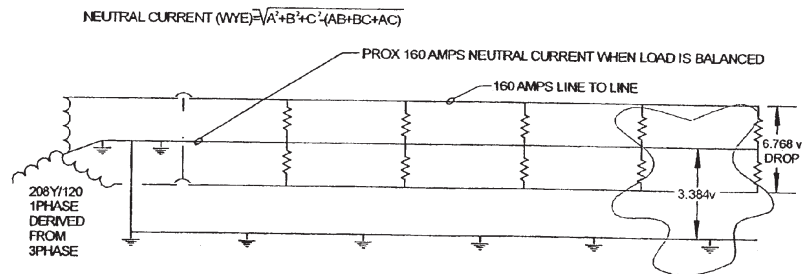 NEUTRAL CURRENT (WYE)=√A²+B²+C²-(AB+BC+AC)
PROX 160 AMPS NEUTRAL CURRENT WHEN LOAD IS BALANCED
160 AMPS LINE TO LINE
6.768 v
DROP
3.384v
208Y/120
1PHASE
DERIVED
FROM
3PHASE